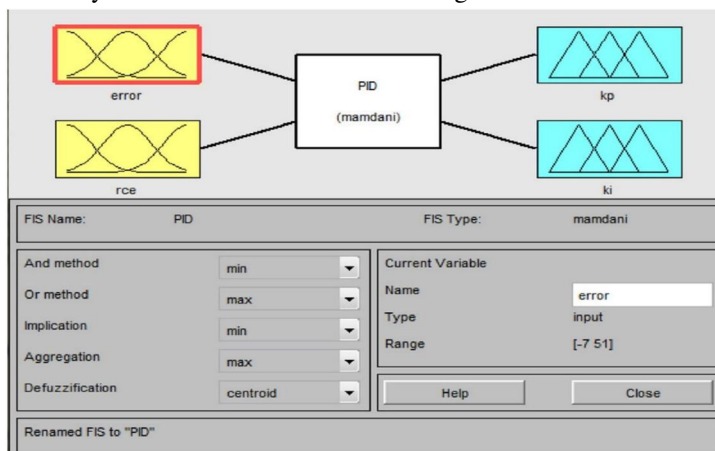 error
rce
PID
(mamdani)
kp
ki
FIS Name: PID FIS Type: mamdani
And method min
Or method max
Implication min
Aggregation max
Defuzzification centroid
Current Variable
Name error
Type input
Range [-7 51]
Help Close
Renamed FIS to "PID"